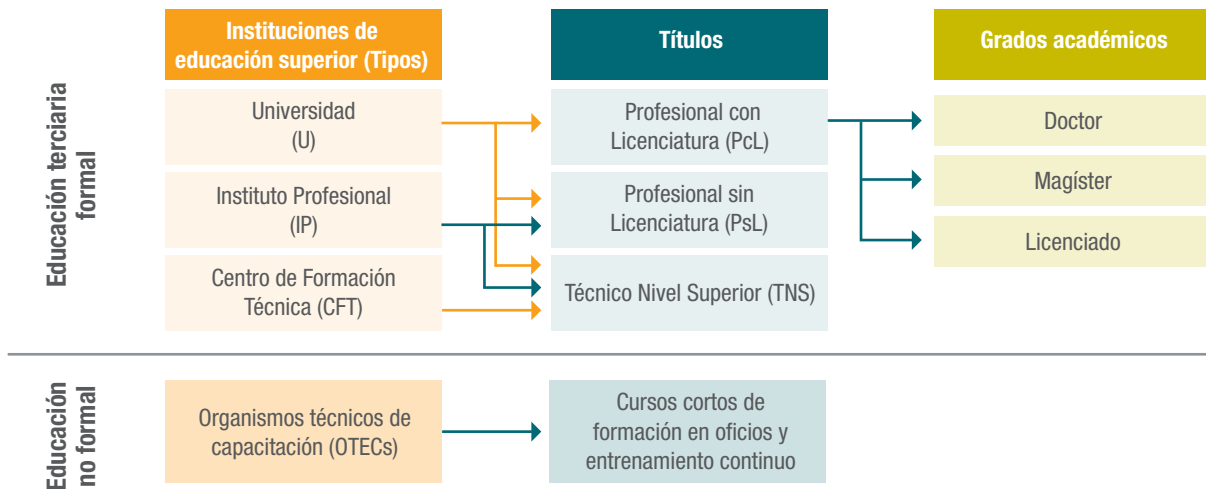 Instituciones de
educación superior (Tipos)
Títulos
Grados académicos
Educación terciaria
formal
Universidad
(U)
Profesional con
Licenciatura (PcL)
Doctor
Instituto Profesional
(IP)
Profesional sin
Licenciatura (PsL)
Magíster
Licenciado
Centro de Formación
Técnica (CFT)
Técnico Nivel Superior (TNS)
Educación
no formal
Organismos técnicos de
capacitación (OTECs)
Cursos cortos de
formación en oficios y
entrenamiento continuo